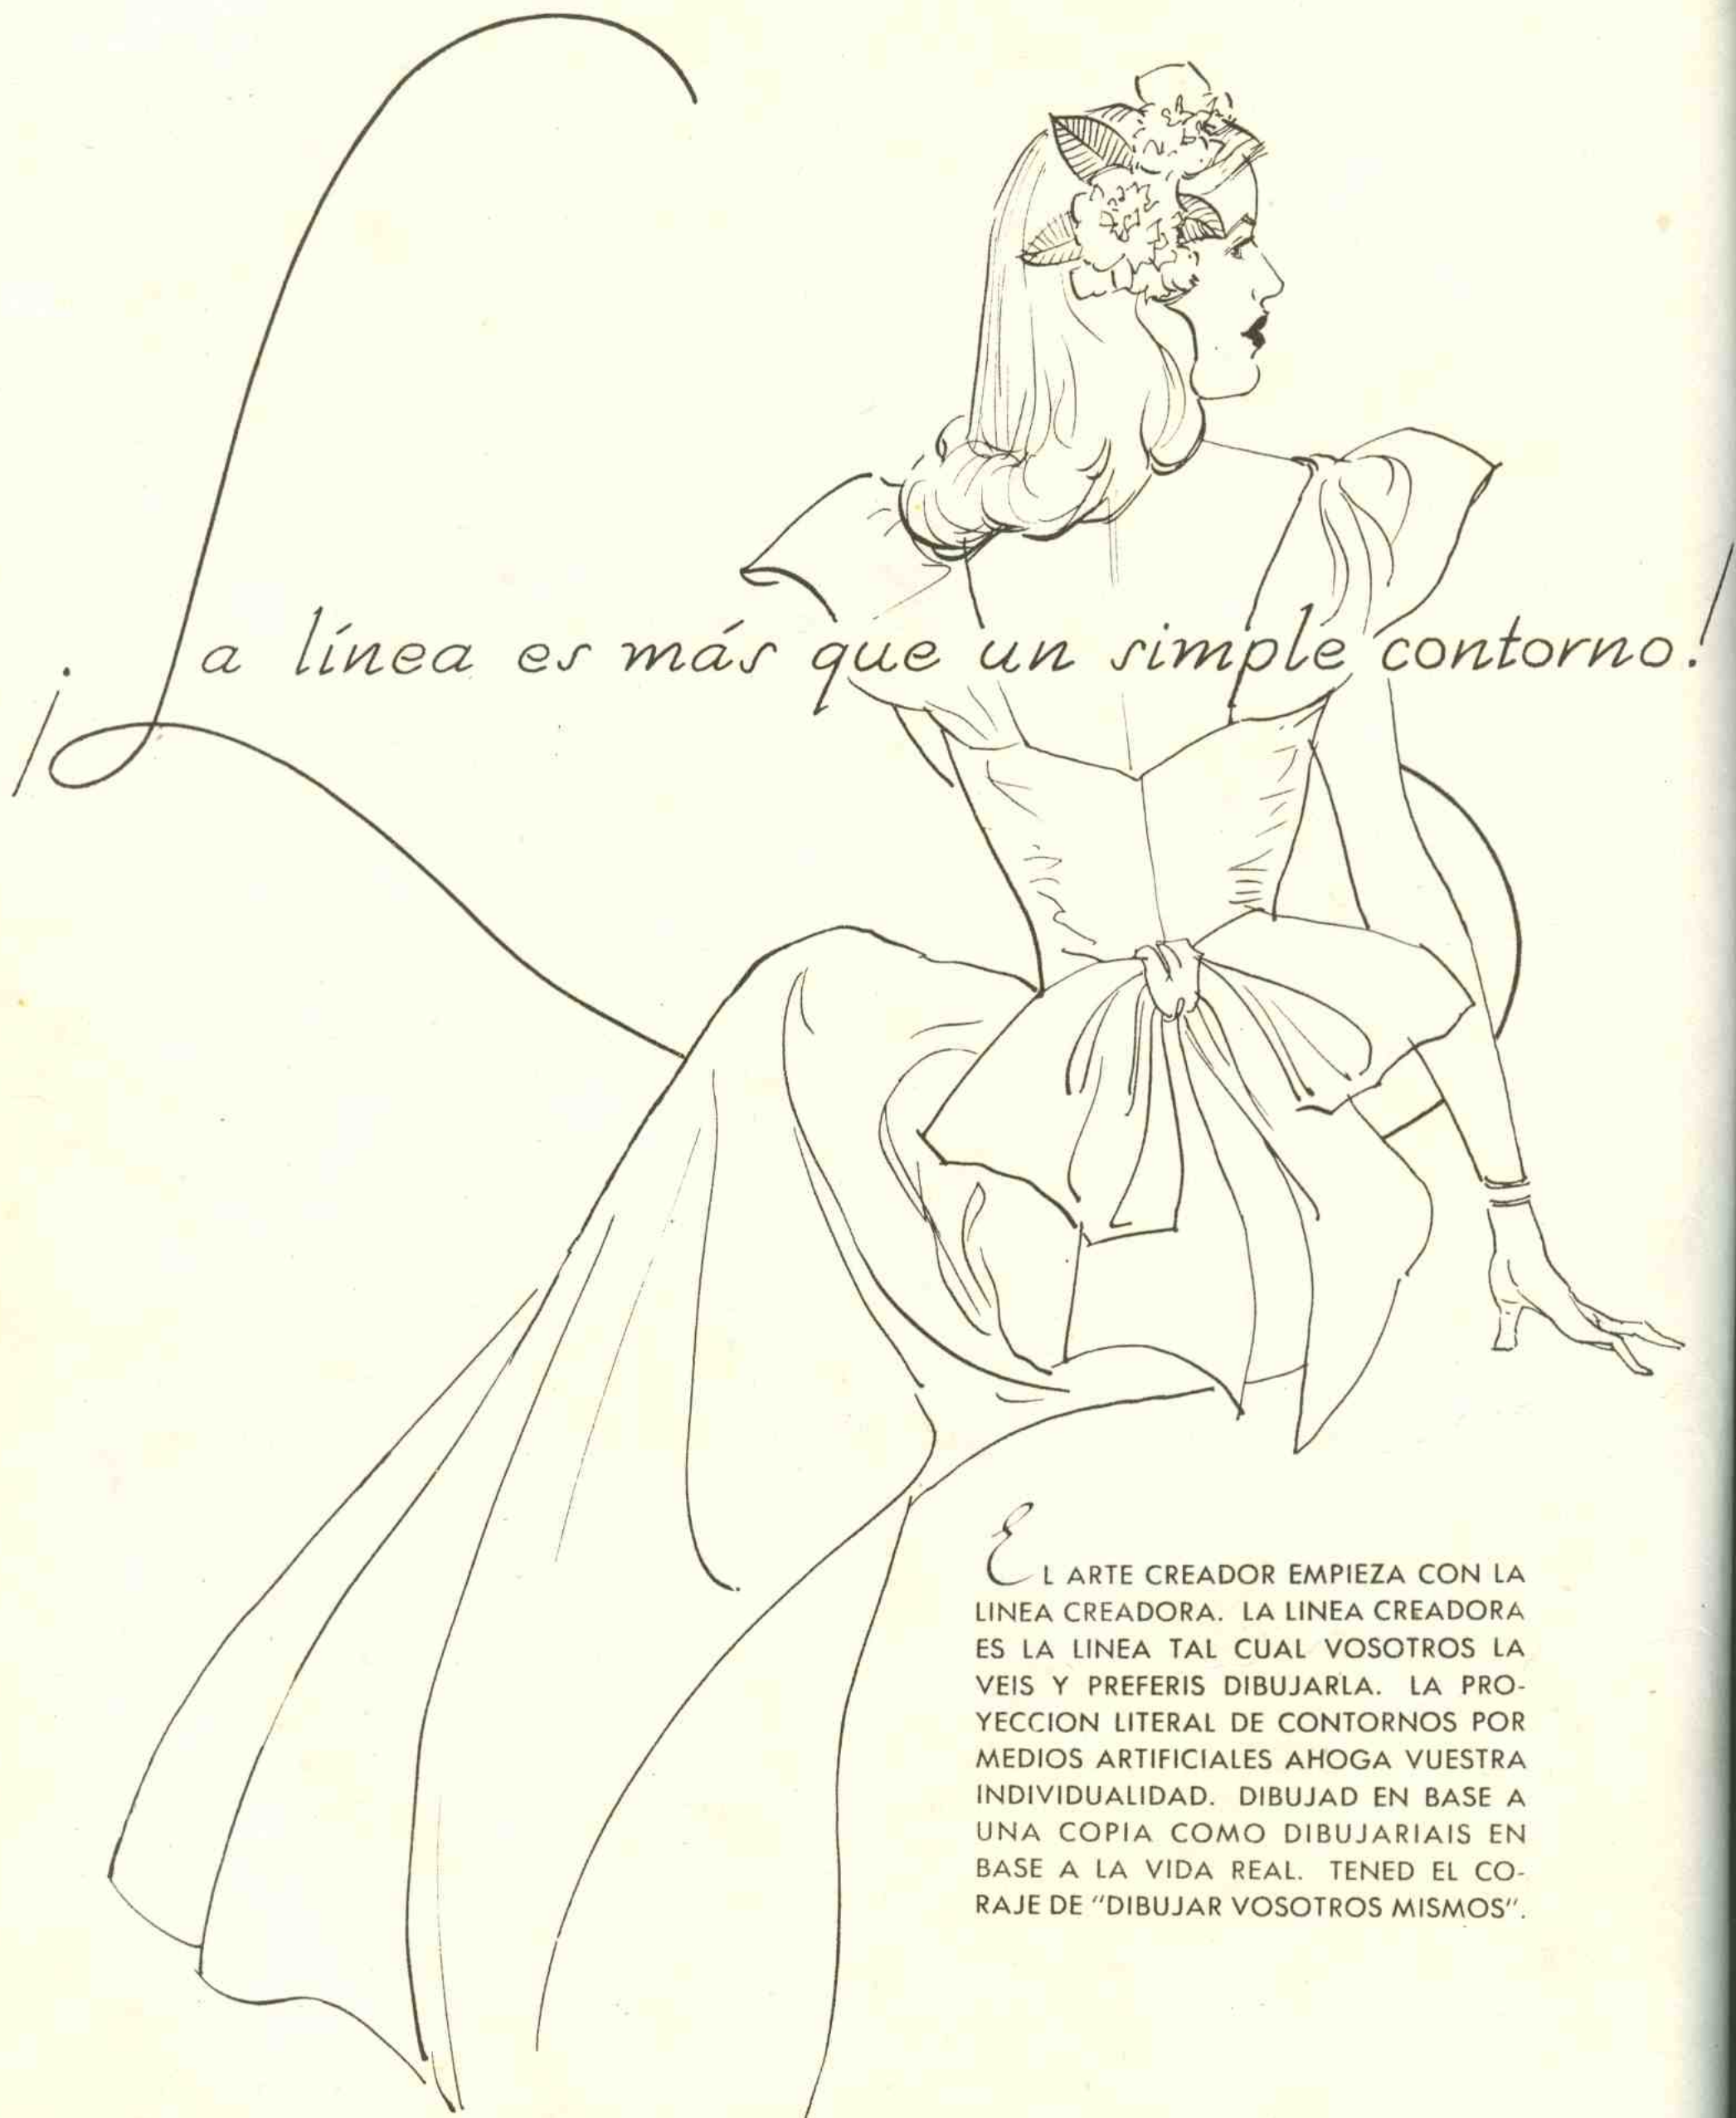 ¡La línea es más que un simple contorno!
EL ARTE CREADOR EMPIEZA CON LA
LINEA CREADORA. LA LINEA CREADORA
ES LA LINEA TAL CUAL VOSOTROS LA
VEIS Y PREFERIS DIBUJARLA. LA PRO-
YECCION LITERAL DE CONTORNOS POR
MEDIOS ARTIFICIALES AHOGA VUESTRA
INDIVIDUALIDAD. DIBUJAD EN BASE A
UNA COPIA COMO DIBUJARIAIS EN
BASE A LA VIDA REAL. TENED EL CO-
RAJE DE "DIBUJAR VOSOTROS MISMOS".